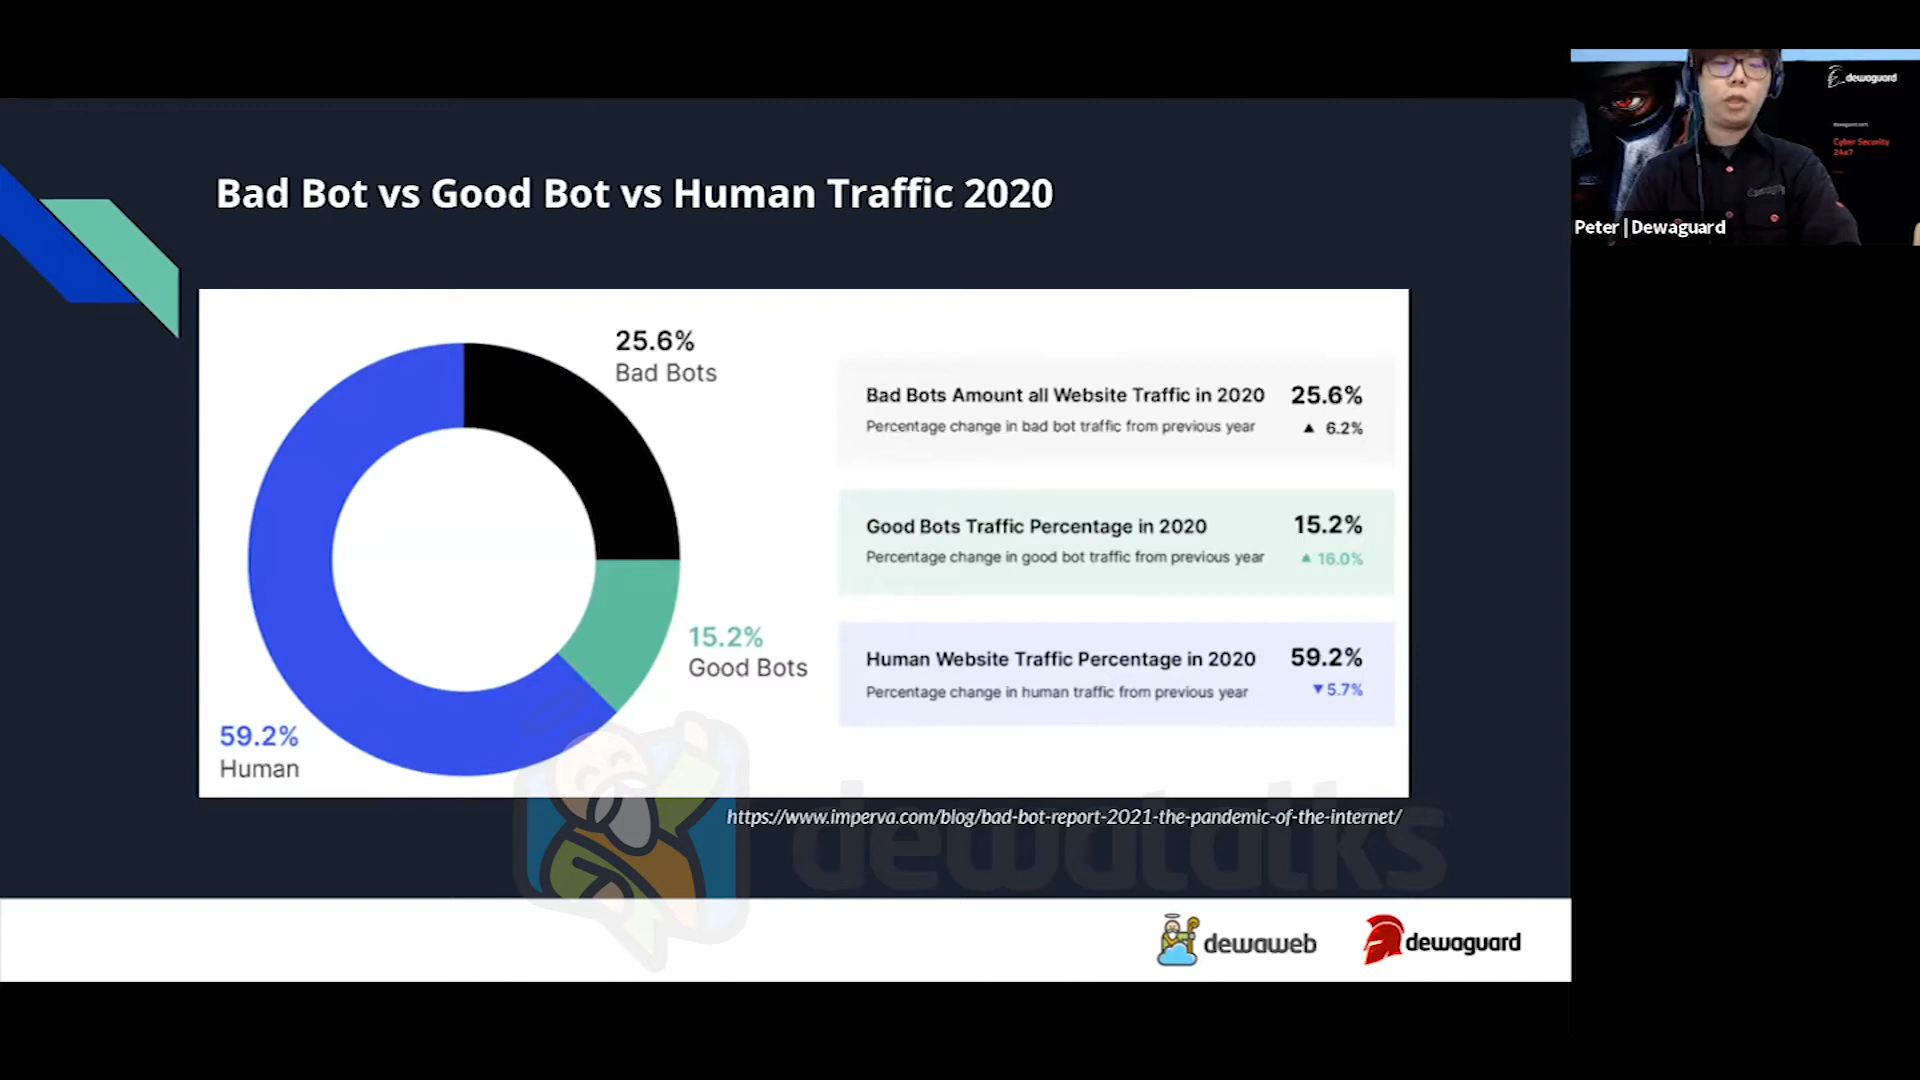 Bad Bot vs Good Bot vs Human Traffic 2020
25.6%
Bad Bots
15.2%
Good Bots
59.2%
Human
Bad Bots Amount all Website Traffic in 2020 25.6%
Percentage change in bad bot traffic from previous year ▲ 6.2%
Good Bots Traffic Percentage in 2020 15.2%
Percentage change in good bot traffic from previous year ▲ 16.0%
Human Website Traffic Percentage in 2020 59.2%
Percentage change in human traffic from previous year ▼ 5.7%
https://www.imperva.com/blog/bad-bot-report-2021-the-pandemic-of-the-internet/
dewatalks
dewaweb
dewaguard
dewaguard
Cyber Security
24x7
Peter | Dewaguard